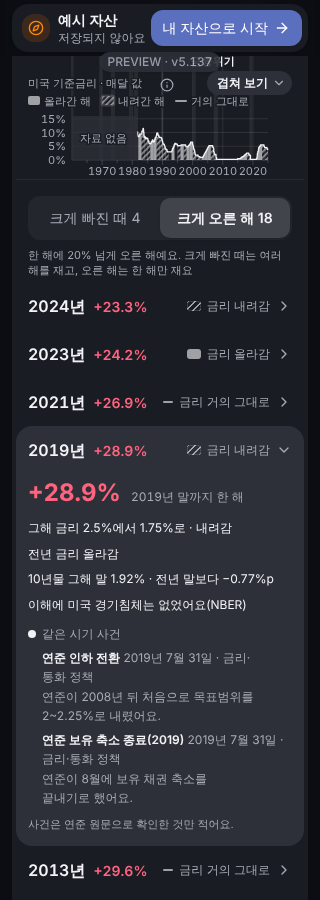 예시 자산
저장되지 않아요
내 자산으로 시작
PREVIEW · v5.137
기
미국 기준금리 · 매달 값
겹쳐 보기
올라간 해 내려간 해 거의 그대로
15%
10%
5%
0%
자료 없음
1970 1980 1990 2000 2010 2020
크게 빠진 때 4
크게 오른 해 18
한 해에 20% 넘게 오른 해예요. 크게 빠진 때는 여러
해를 재고, 오른 해는 한 해만 재요
2024년 +23.3% 금리 내려감
2023년 +24.2% 금리 올라감
2021년 +26.9% 금리 거의 그대로
2019년 +28.9% 금리 내려감
+28.9% 2019년 말까지 한 해
그해 금리 2.5%에서 1.75%로 · 내려감
전년 금리 올라감
10년물 그해 말 1.92% · 전년 말보다 −0.77%p
이해에 미국 경기침체는 없었어요(NBER)
같은 시기 사건
연준 인하 전환 2019년 7월 31일 · 금리·
통화 정책
연준이 2008년 뒤 처음으로 목표범위를
2~2.25%로 내렸어요.
연준 보유 축소 종료(2019) 2019년 7월 31일 ·
금리·통화 정책
연준이 8월에 보유 채권 축소를
끝내기로 했어요.
사건은 연준 원문으로 확인한 것만 적어요.
2013년 +29.6% 금리 거의 그대로